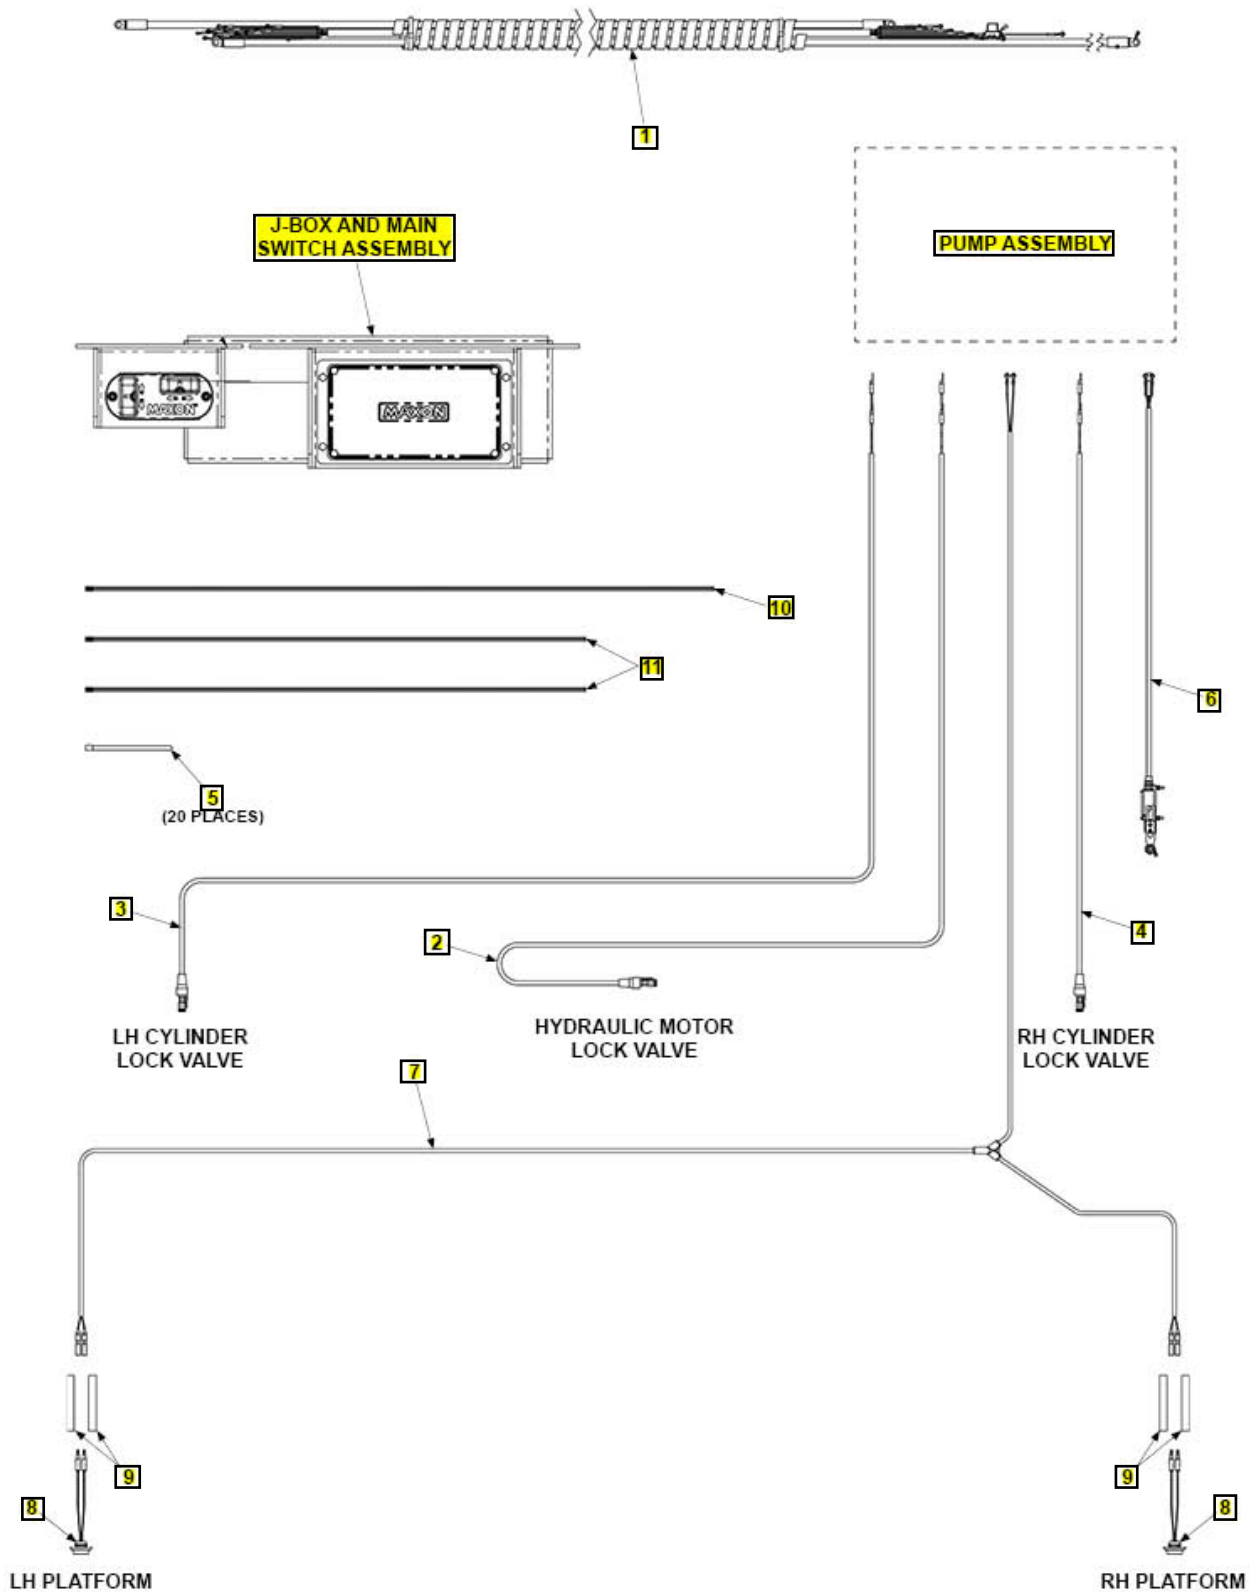 1
J-BOX AND MAIN
SWITCH ASSEMBLY
PUMP ASSEMBLY
MAXON
MAXON
10
11
6
5
(20 PLACES)
3
2
4
LH CYLINDER
LOCK VALVE
HYDRAULIC MOTOR
LOCK VALVE
RH CYLINDER
LOCK VALVE
7
9
9
8
8
LH PLATFORM
RH PLATFORM